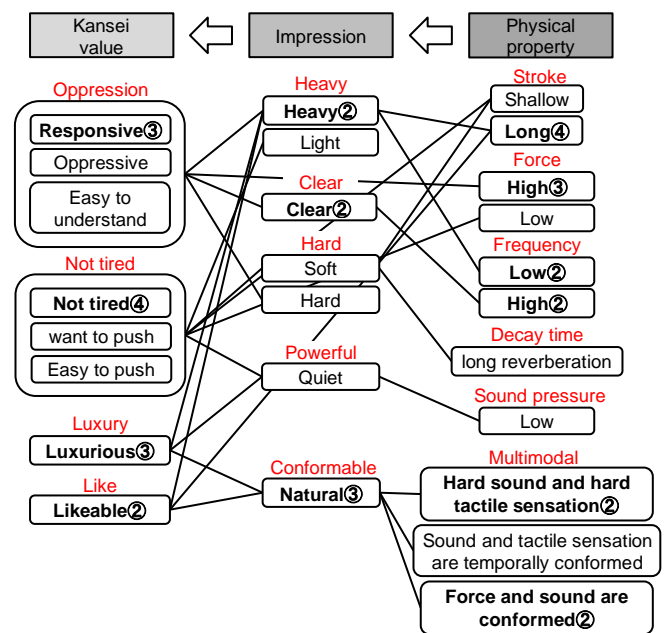 Kansei
value
Impression
Physical
property
Oppression
Responsive③
Oppressive
Easy to
understand
Not tired
Not tired④
want to push
Easy to push
Luxury
Luxurious③
Like
Likeable②
Heavy
Heavy②
Light
Clear
Clear②
Hard
Soft
Hard
Powerful
Quiet
Conformable
Natural③
Stroke
Shallow
Long④
Force
High③
Low
Frequency
Low②
High②
Decay time
long reverberation
Sound pressure
Low
Multimodal
Hard sound and hard
tactile sensation②
Sound and tactile sensation
are temporally conformed
Force and sound are
conformed②